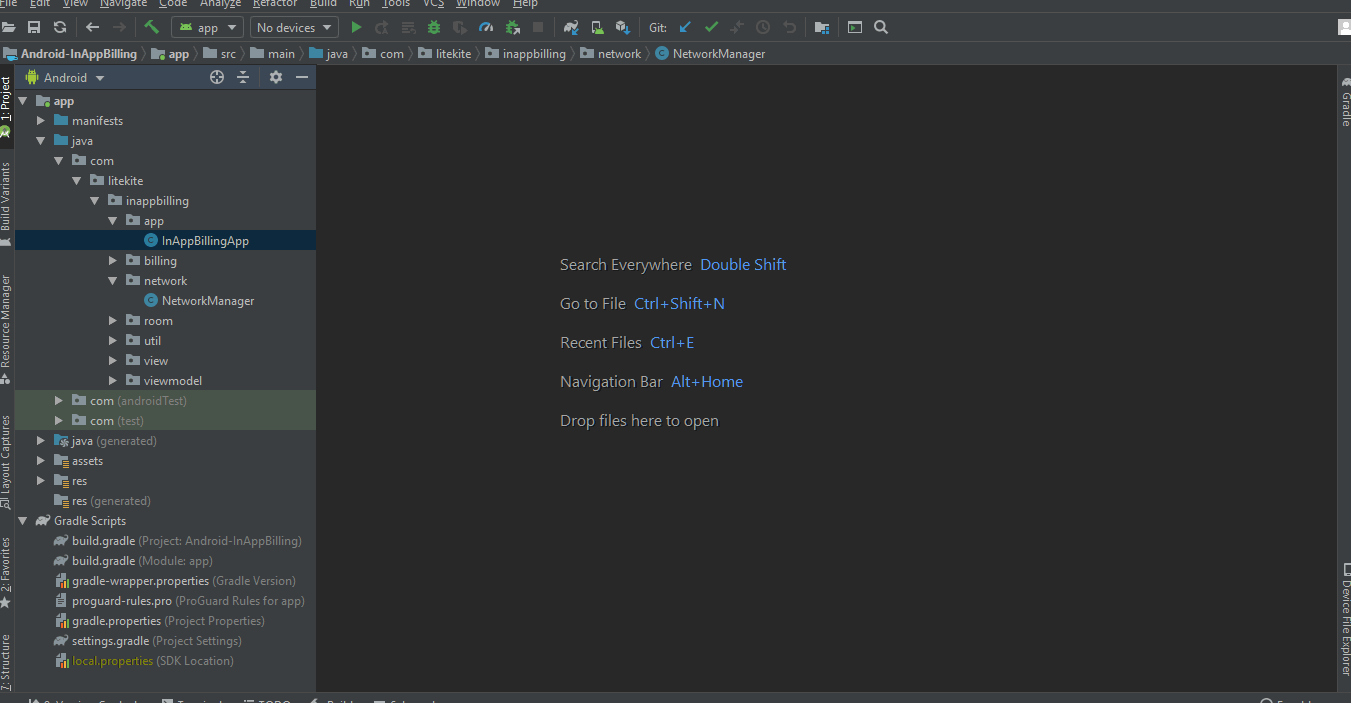 File Edit View Navigate Code Analyze Refactor Build Run Tools VCS Window Help
app No devices Git:
Android-InAppBilling app src main java com litekite inappbilling network NetworkManager
Android
app
manifests
java
com
litekite
inappbilling
app
InAppBillingApp
billing
network
NetworkManager
room
util
view
viewmodel
com (androidTest)
com (test)
java (generated)
assets
res
res (generated)
Gradle Scripts
build.gradle (Project: Android-InAppBilling)
build.gradle (Module: app)
gradle-wrapper.properties (Gradle Version)
proguard-rules.pro (ProGuard Rules for app)
gradle.properties (Project Properties)
settings.gradle (Project Settings)
local.properties (SDK Location)
1: Project
Build Variants
Resource Manager
Layout Captures
2: Favorites
7: Structure
Search Everywhere Double Shift
Go to File Ctrl+Shift+N
Recent Files Ctrl+E
Navigation Bar Alt+Home
Drop files here to open
Gradle
Device File Explorer